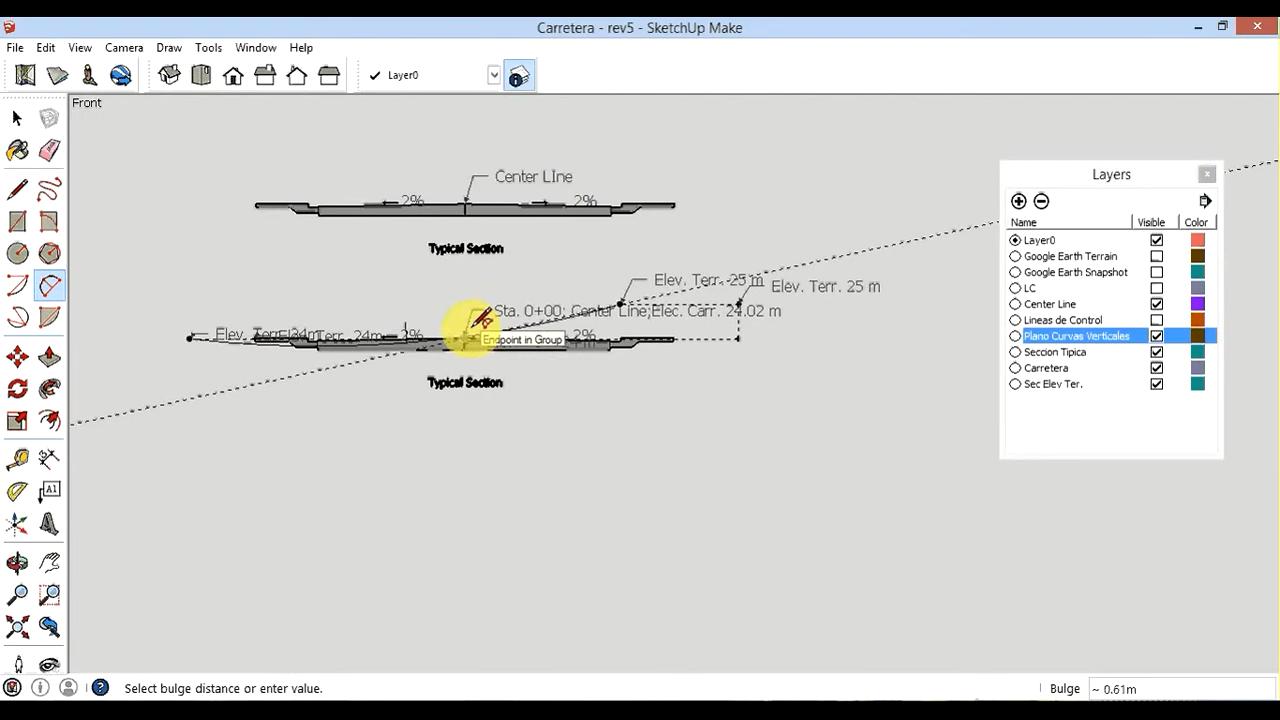 Carretera - rev5 - SketchUp Make
File Edit View Camera Draw Tools Window Help
Layer0
Front
Center LIne
2% 2%
Typical Section
Elev. Terr. 25 m
Elev. Terr. 25 m
Sta. 0+00; Center Line;Elec. Carr. 24.02 m
2%
Endpoint in Group
Typical Section
Layers
Name Visible Color
Layer0
Google Earth Terrain
Google Earth Snapshot
LC
Center Line
Lineas de Control
Plano Curvas Verticales
Seccion Tipica
Carretera
Sec Elev Ter.
A1
Select bulge distance or enter value.
Bulge ~ 0.61m